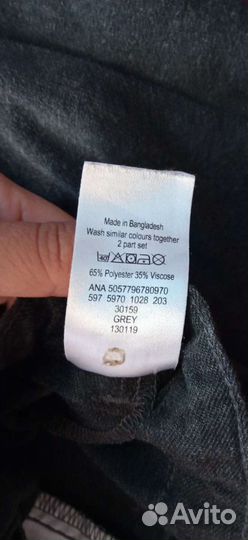 Made in Bangladesh
Wash similar colours together
2 part set
65% Polyester 35% Viscose
ANA 5057796780970
597 5970 1028 203
30159
GREY
130119
Avito